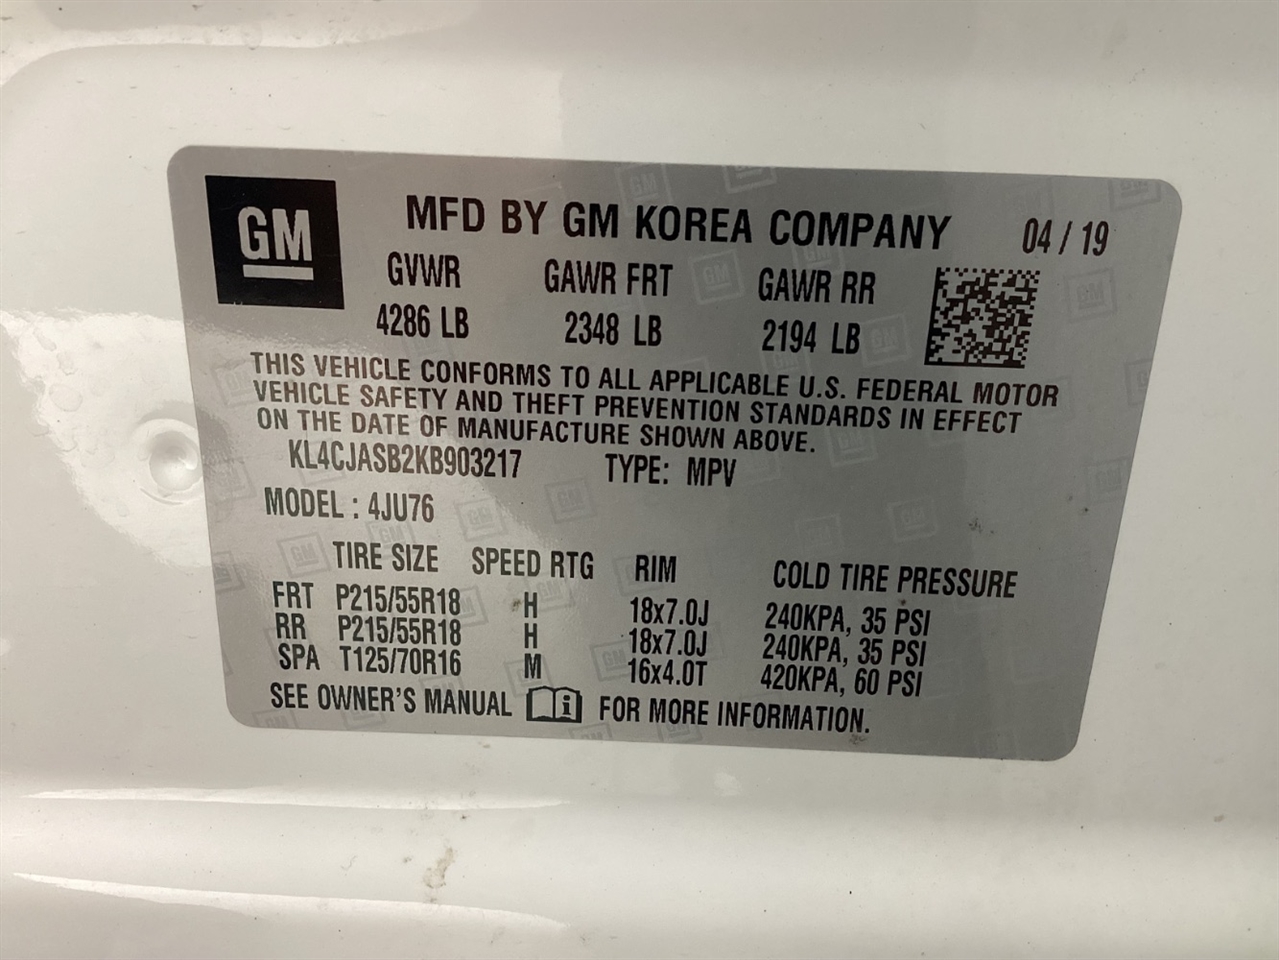 GM
MFD BY GM KOREA COMPANY 04 / 19
GVWR GAWR FRT GAWR RR
4286 LB 2348 LB 2194 LB
THIS VEHICLE CONFORMS TO ALL APPLICABLE U.S. FEDERAL MOTOR
VEHICLE SAFETY AND THEFT PREVENTION STANDARDS IN EFFECT
ON THE DATE OF MANUFACTURE SHOWN ABOVE.
KL4CJASB2KB903217 TYPE: MPV
MODEL : 4JU76
TIRE SIZE SPEED RTG RIM COLD TIRE PRESSURE
FRT P215/55R18 H 18x7.0J 240KPA, 35 PSI
RR P215/55R18 H 18x7.0J 240KPA, 35 PSI
SPA T125/70R16 M 16x4.0T 420KPA, 60 PSI
SEE OWNER'S MANUAL i FOR MORE INFORMATION.